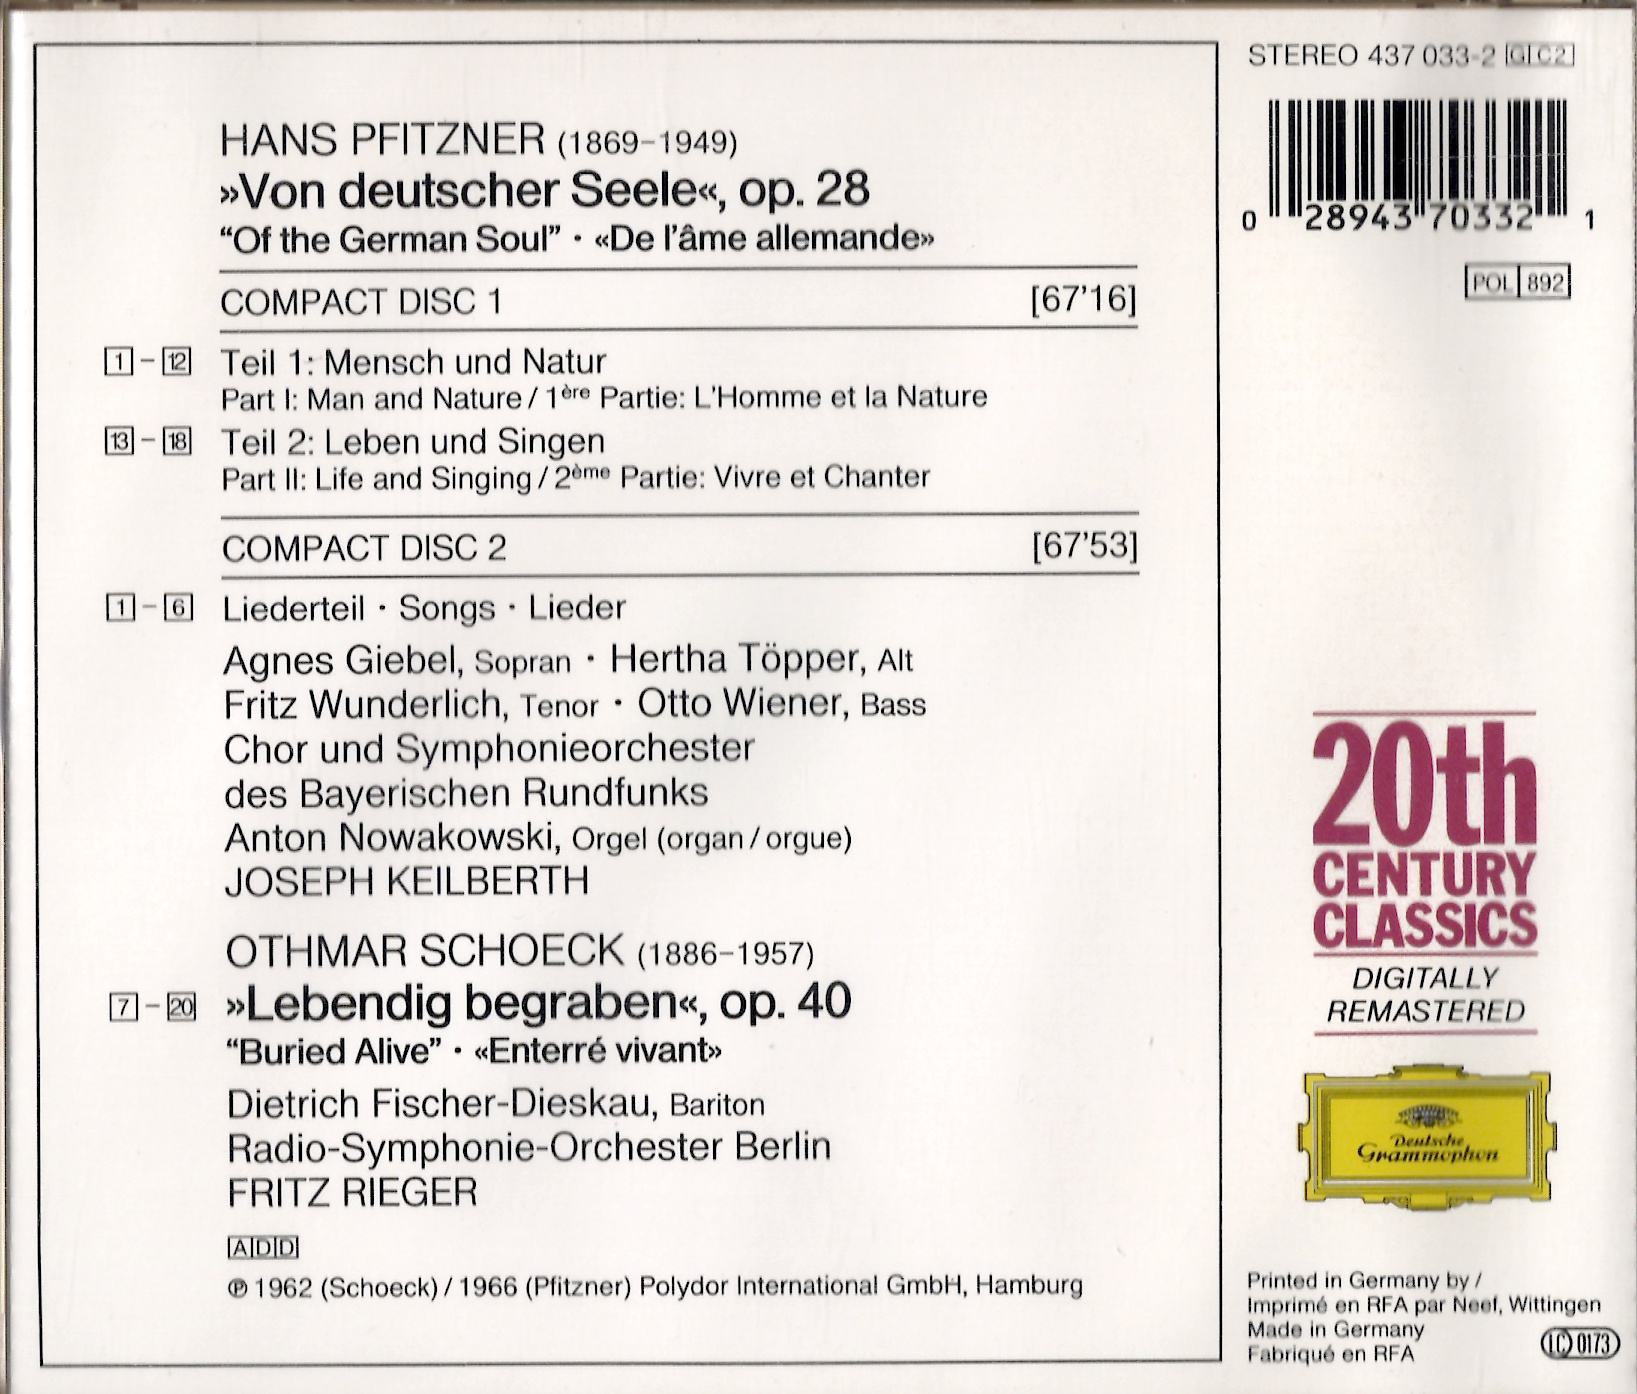 HANS PFITZNER (1869–1949)
»Von deutscher Seele«, op. 28
“Of the German Soul” · «De l'âme allemande»
COMPACT DISC 1 [67'16]
1 – 12 Teil 1: Mensch und Natur
Part I: Man and Nature / 1ère Partie: L'Homme et la Nature
13 – 18 Teil 2: Leben und Singen
Part II: Life and Singing / 2ème Partie: Vivre et Chanter
COMPACT DISC 2 [67'53]
1 – 6 Liederteil · Songs · Lieder
Agnes Giebel, Sopran · Hertha Töpper, Alt
Fritz Wunderlich, Tenor · Otto Wiener, Bass
Chor und Symphonieorchester
des Bayerischen Rundfunks
Anton Nowakowski, Orgel (organ / orgue)
JOSEPH KEILBERTH
OTHMAR SCHOECK (1886–1957)
7 – 20 »Lebendig begraben«, op. 40
“Buried Alive” · «Enterré vivant»
Dietrich Fischer-Dieskau, Bariton
Radio-Symphonie-Orchester Berlin
FRITZ RIEGER
ADD
℗ 1962 (Schoeck) / 1966 (Pfitzner) Polydor International GmbH, Hamburg
STEREO 437 033-2 G C2
0 28943 70332 1
POL 892
20th
CENTURY
CLASSICS
DIGITALLY
REMASTERED
Deutsche
Grammophon
Printed in Germany by /
Imprimé en RFA par Neef, Wittingen
Made in Germany
Fabriqué en RFA
LC 0173